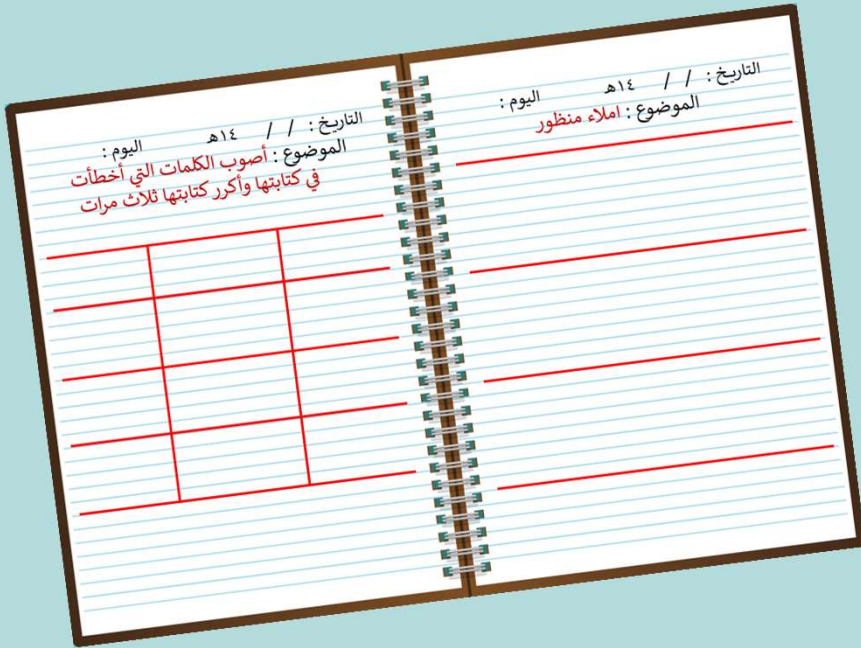 التاريخ : / / ١٤هـ اليوم :
الموضوع : املاء منظور
التاريخ : / / ١٤هـ اليوم :
الموضوع : أصوب الكلمات التي أخطأت
في كتابتها وأكرر كتابتها ثلاث مرات